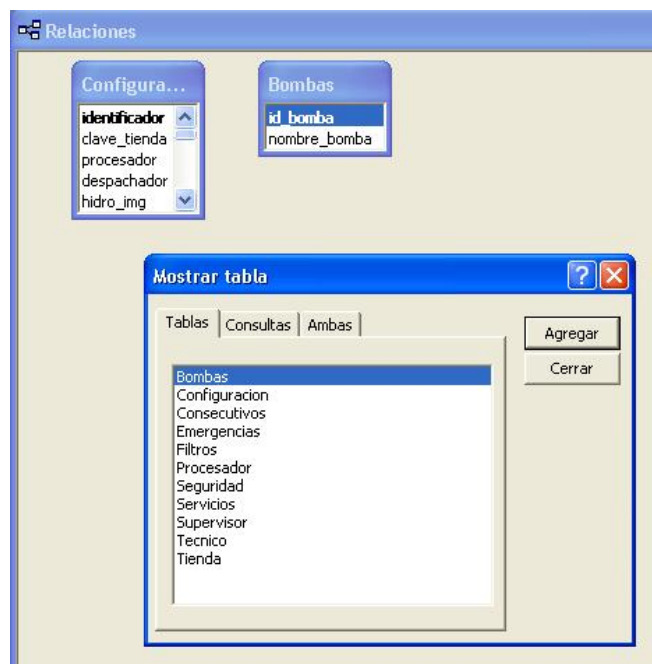 Relaciones
Configura...
identificador
clave_tienda
procesador
despachador
hidro_img
Bombas
id_bomba
nombre_bomba
Mostrar tabla
Tablas Consultas Ambas
Agregar
Cerrar
Bombas
Configuracion
Consecutivos
Emergencias
Filtros
Procesador
Seguridad
Servicios
Supervisor
Tecnico
Tienda